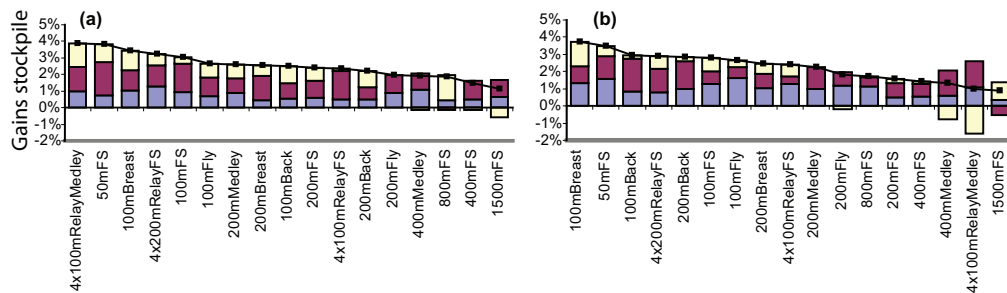 Gains stockpile
(a)
5%
4%
3%
2%
1%
0%
-1%
-2%
4x100mRelayMedley
50mFS
100mBreast
4x200mRelayFS
100mFS
100mFly
200mMedley
200mBreast
100mBack
200mFS
4x100mRelayFS
200mBack
200mFly
400mMedley
800mFS
400mFS
1500mFS
(b)
5%
4%
3%
2%
1%
0%
-1%
-2%
100mBreast
50mFS
100mBack
4x200mRelayFS
200mBack
100mFS
100mFly
200mBreast
4x100mRelayFS
200mMedley
200mFly
800mFS
200mFS
400mFS
400mMedley
4x100mRelayMedley
1500mFS